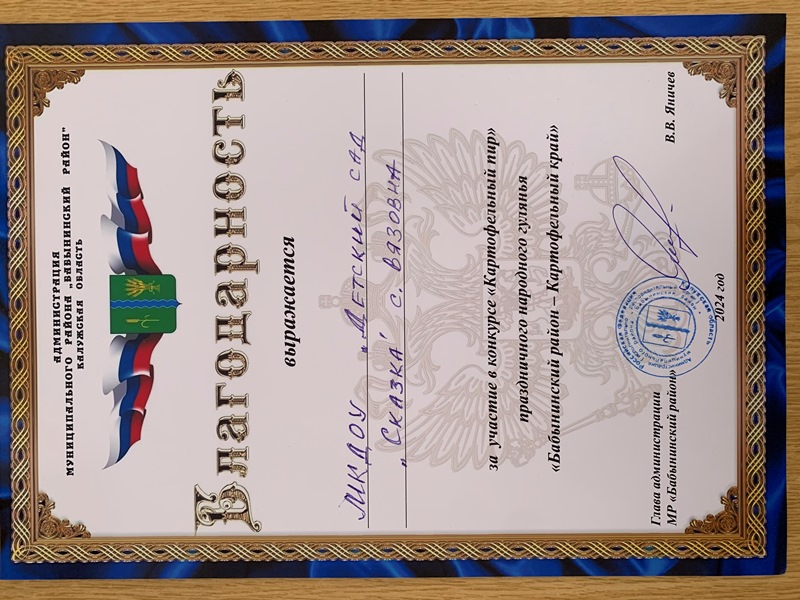 АДМИНИСТРАЦИЯ
МУНИЦИПАЛЬНОГО РАЙОНА „БАБЫНИНСКИЙ РАЙОН"
КАЛУЖСКАЯ ОБЛАСТЬ
Благодарность
выражается
МКДОУ „Детский сад
„Сказка" с. Вязовна
за участие в конкурсе «Картофельный пир»
праздничного народного гулянья
«Бабынинский район – Картофельный край»
Глава администрации
МР «Бабынинский район»
В.В. Яничев
2024 год